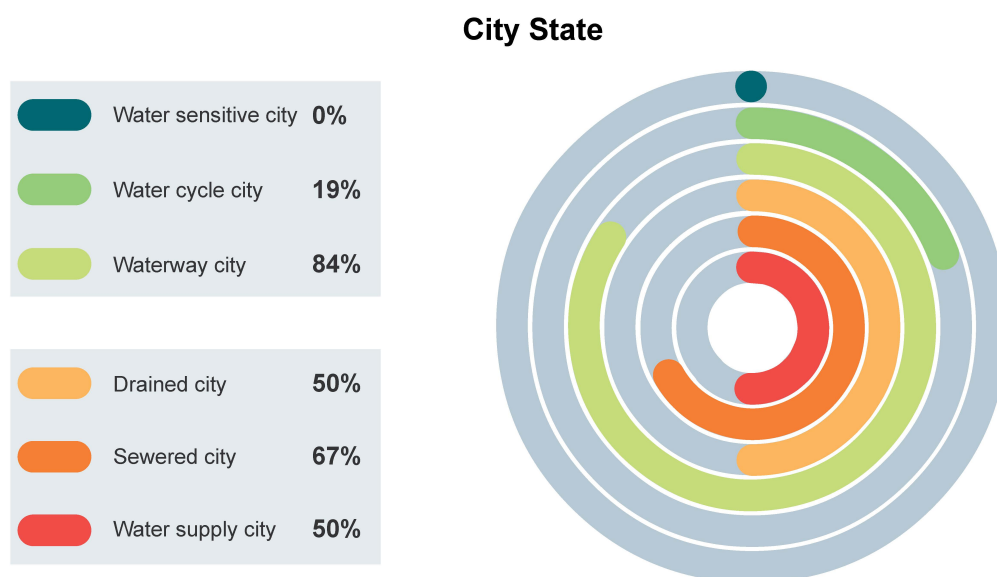 City State
Water sensitive city 0%
Water cycle city 19%
Waterway city 84%
Drained city 50%
Sewered city 67%
Water supply city 50%